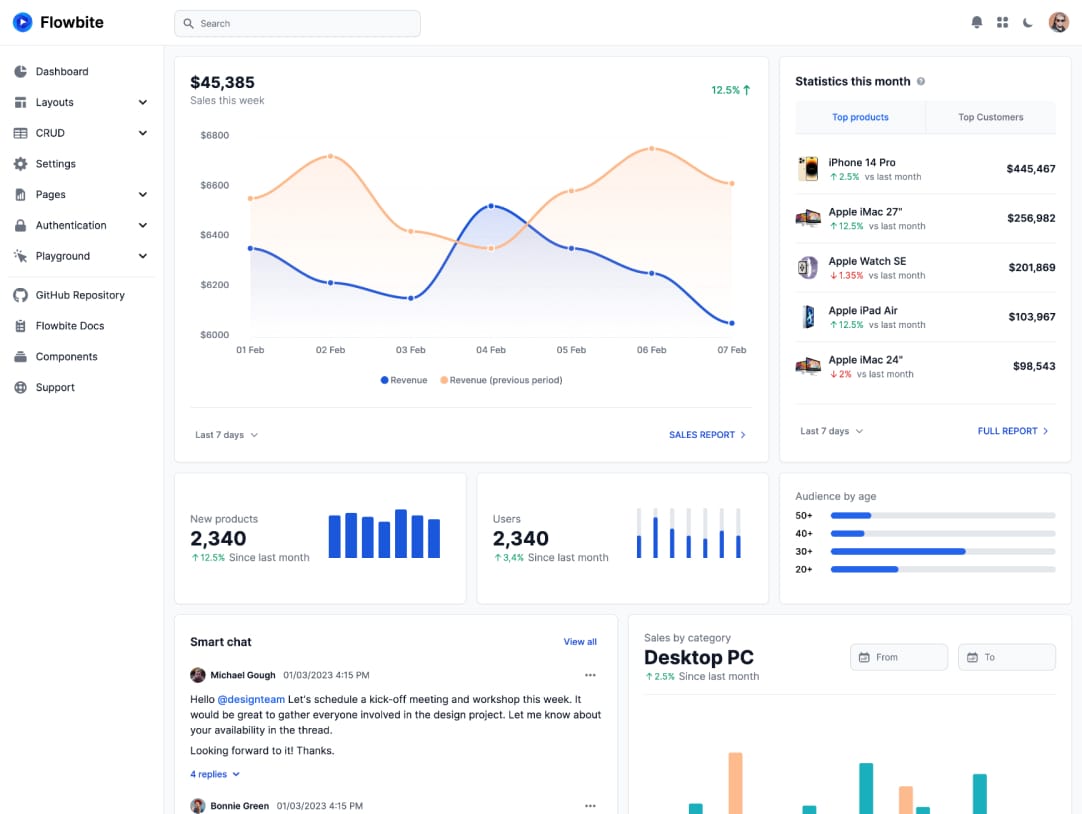 Flowbite
Search
Dashboard
Layouts
CRUD
Settings
Pages
Authentication
Playground
GitHub Repository
Flowbite Docs
Components
Support
$45,385
Sales this week
12.5%
$6800
$6600
$6400
$6200
$6000
01 Feb 02 Feb 03 Feb 04 Feb 05 Feb 06 Feb 07 Feb
Revenue Revenue (previous period)
Last 7 days
SALES REPORT
Statistics this month
Top products Top Customers
iPhone 14 Pro
2.5% vs last month
$445,467
Apple iMac 27"
12.5% vs last month
$256,982
Apple Watch SE
1.35% vs last month
$201,869
Apple iPad Air
12.5% vs last month
$103,967
Apple iMac 24"
2% vs last month
$98,543
Last 7 days
FULL REPORT
New products
2,340
12.5% Since last month
Users
2,340
3,4% Since last month
Audience by age
50+
40+
30+
20+
Smart chat
View all
Michael Gough 01/03/2023 4:15 PM
Hello @designteam Let's schedule a kick-off meeting and workshop this week. It
would be great to gather everyone involved in the design project. Let me know about
your availability in the thread.
Looking forward to it! Thanks.
4 replies
Bonnie Green 01/03/2023 4:15 PM
Sales by category
Desktop PC
2.5% Since last month
From
To